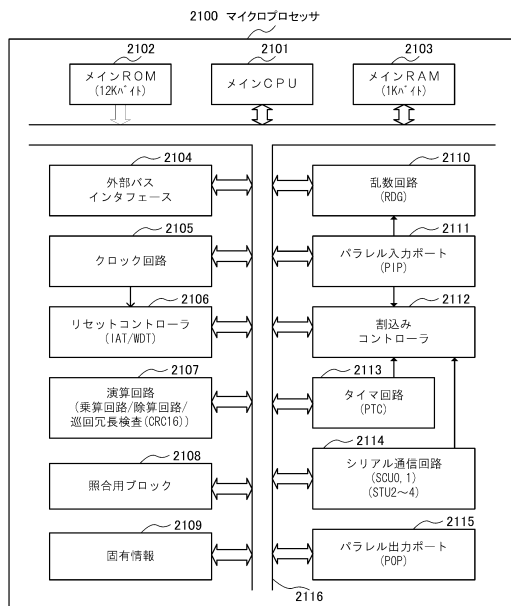 2100 マイクロプロセッサ
2102
メインROM
(12Kバイト)
2101
メインCPU
2103
メインRAM
(1Kバイト)
2104
外部バス
インタフェース
2105
クロック回路
2106
リセットコントローラ
(IAT/WDT)
2107
演算回路
(乗算回路/除算回路/
巡回冗長検査(CRC16))
2108
照合用ブロック
2109
固有情報
2110
乱数回路
(RDG)
2111
パラレル入力ポート
(PIP)
2112
割込み
コントローラ
2113
タイマ回路
(PTC)
2114
シリアル通信回路
(SCU0,1)
(STU2～4)
2115
パラレル出力ポート
(POP)
2116